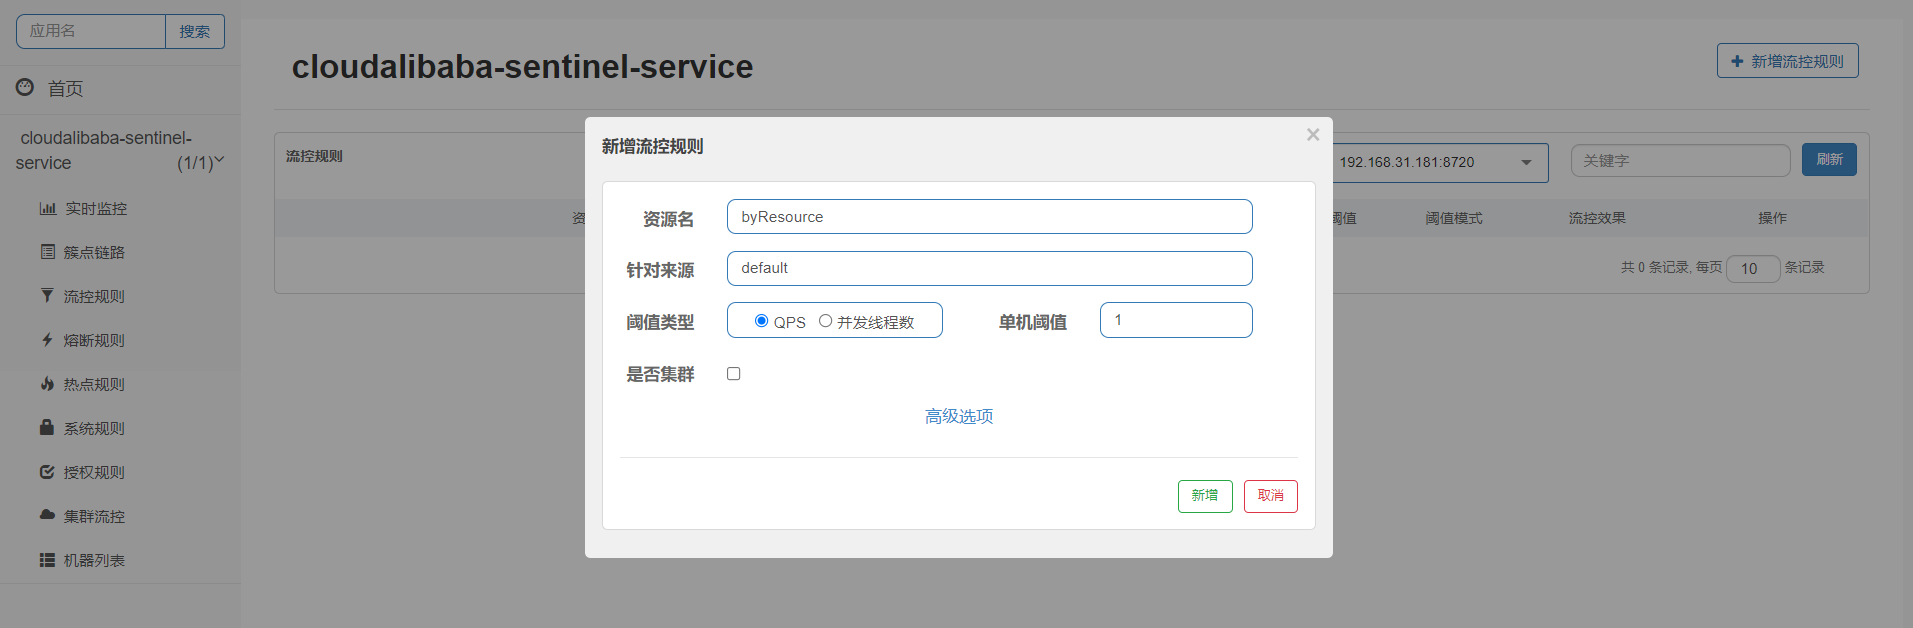 应用名 搜索
首页
cloudalibaba-sentinel-
service (1/1)
实时监控
簇点链路
流控规则
熔断规则
热点规则
系统规则
授权规则
集群流控
机器列表
cloudalibaba-sentinel-service
新增流控规则
流控规则
192.168.31.181:8720
关键字
刷新
资
阈值 阈值模式 流控效果 操作
共 0 条记录, 每页 10 条记录
新增流控规则 ×
资源名 byResource
针对来源 default
阈值类型 QPS 并发线程数 单机阈值 1
是否集群
高级选项
新增 取消